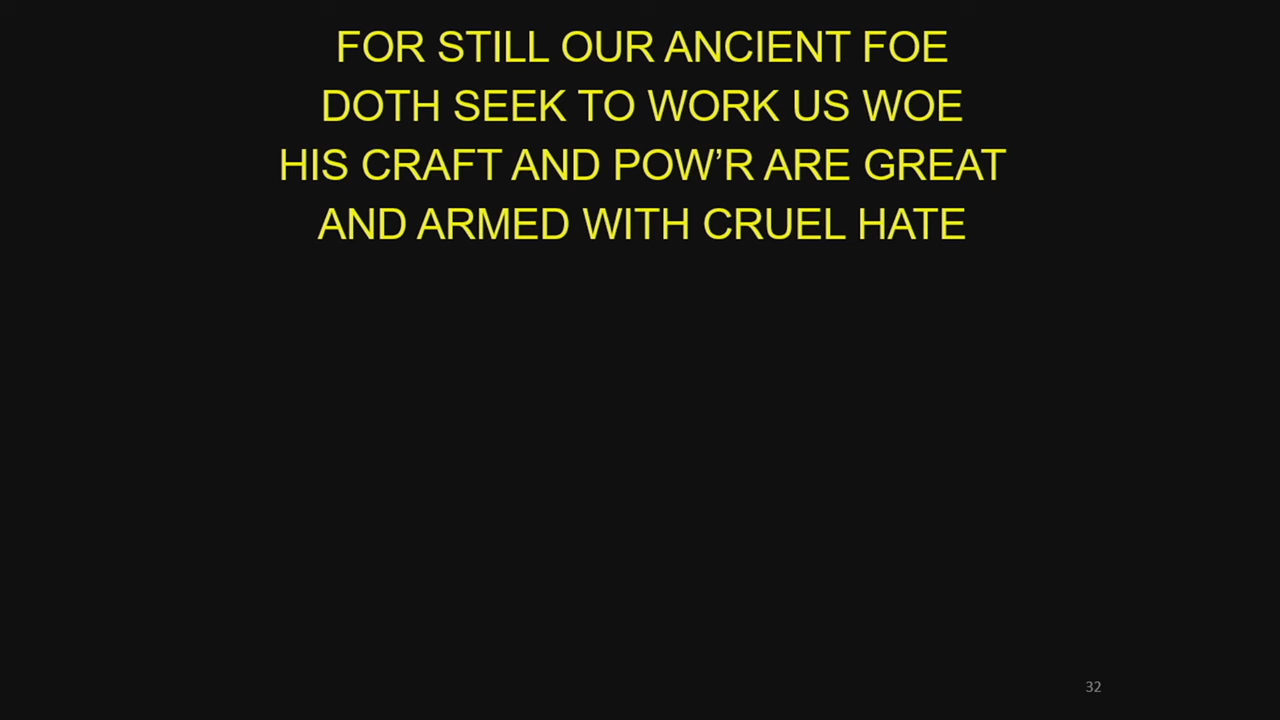 FOR STILL OUR ANCIENT FOE
DOTH SEEK TO WORK US WOE
HIS CRAFT AND POW’R ARE GREAT
AND ARMED WITH CRUEL HATE
32